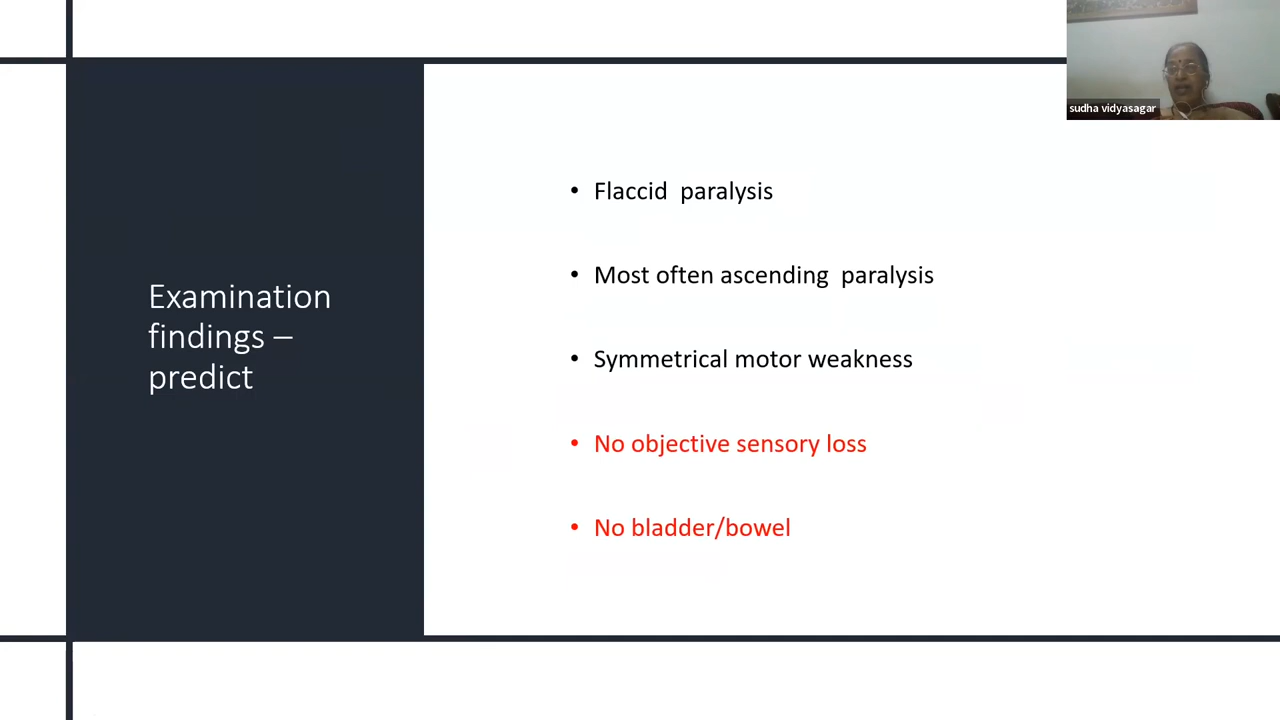 sudha vidyasagar
Examination
findings –
predict
• Flaccid  paralysis
• Most often ascending  paralysis
• Symmetrical motor weakness
• No objective sensory loss
• No bladder/bowel